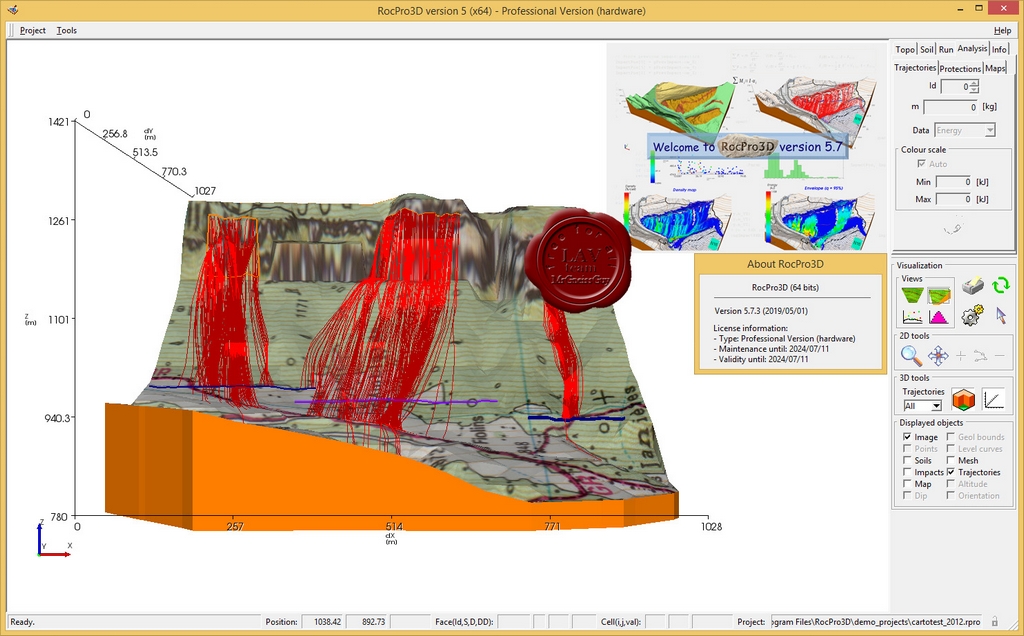 RocPro3D version 5 (x64) - Professional Version (hardware)
Project Tools Help
Topo Soil Run Analysis Info
Trajectories Protections Maps
Id 0
m 0 [kg]
Data Energy
Colour scale
Auto
Min 0 [kJ]
Max 0 [kJ]
Welcome to RocPro3D version 5.7
Density map
Envelope (q = 95%)
About RocPro3D
RocPro3D (64 bits)
Version 5.7.3 (2019/05/01)
License information:
- Type: Professional Version (hardware)
- Maintenance until: 2024/07/11
- Validity until: 2024/07/11
LAV
team
McGneissGuy
1421
0
256.8
dY
(m)
513.5
770.3
1027
1261
Z
(m)
1101
940.3
780
0
257
514
771
1028
dX
(m)
Z
Y
X
Visualization
Views
2D tools
3D tools
Trajectories
All
Displayed objects
Image Geol bounds
Points Level curves
Soils Mesh
Impacts Trajectories
Map Altitude
Dip Orientation
Ready. Position: 1038.42 892.73 Face(Id,S,D,DD): Cell(i,j,val): Project: ogram Files\RocPro3D\demo_projects\cartotest_2012.rpro